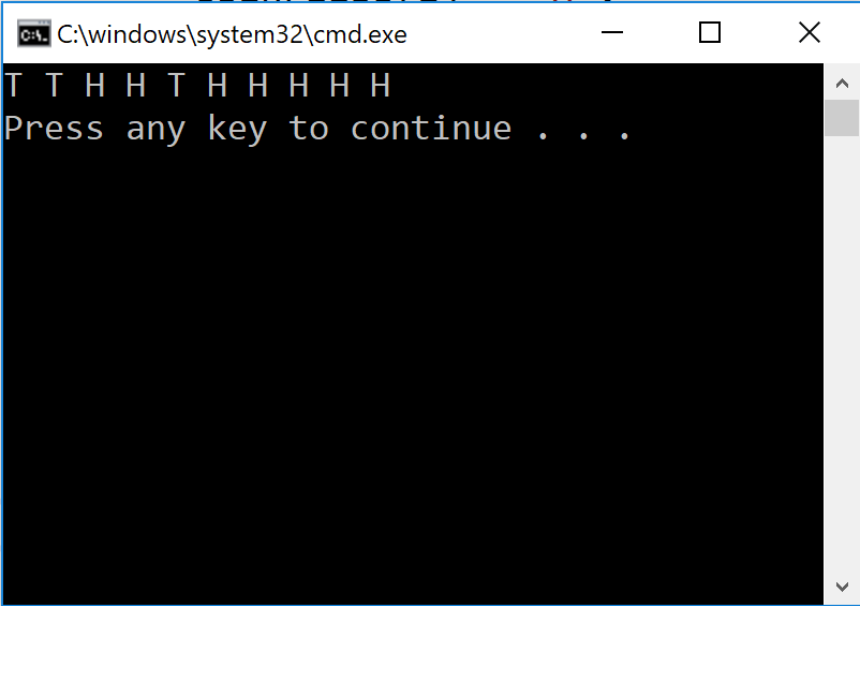 C:\windows\system32\cmd.exe
T T H H T H H H H H
Press any key to continue . . .